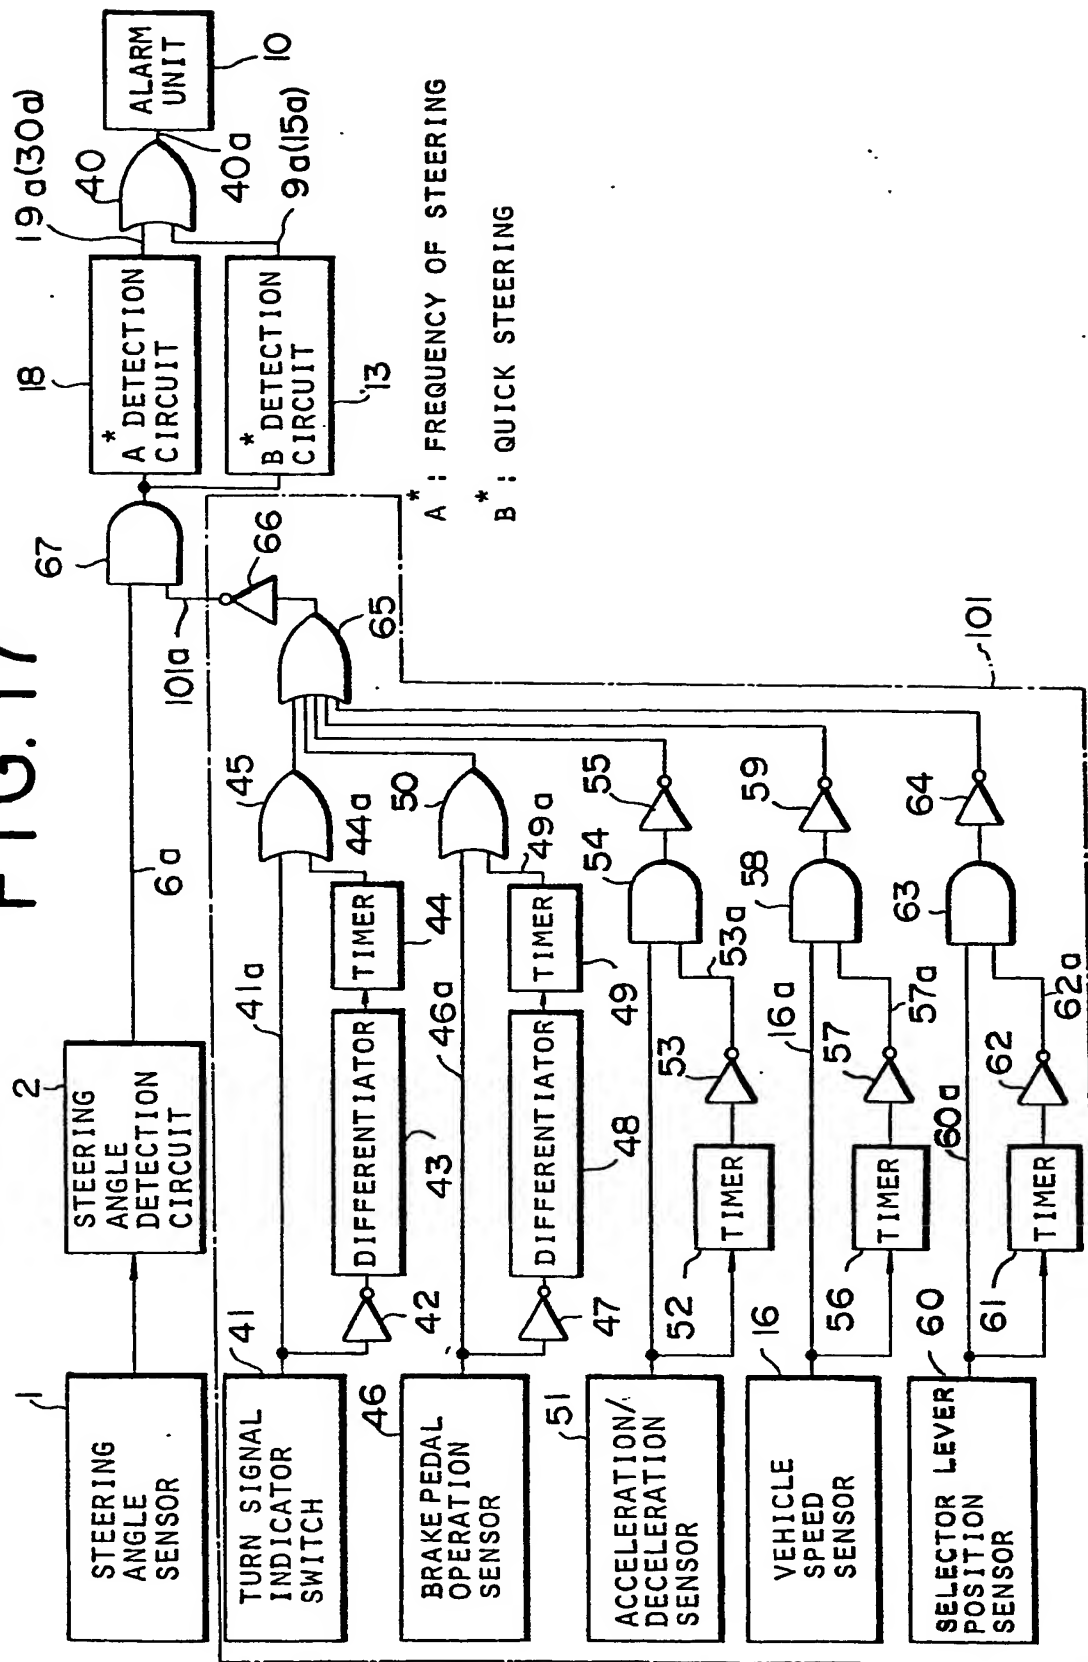 FIG. 17
1
STEERING
ANGLE
SENSOR
2
STEERING
ANGLE
DETECTION
CIRCUIT
6a
67
18
A* DETECTION
CIRCUIT
19a(30a)
40
ALARM
UNIT
10
40a
9a(15a)
B* DETECTION
CIRCUIT
13
A* : FREQUENCY OF STEERING
B* : QUICK STEERING
101a
66
65
101
41
TURN SIGNAL
INDICATOR
SWITCH
41a
42
DIFFERENTIATOR
43
TIMER
44
44a
45
46
BRAKE PEDAL
OPERATION
SENSOR
46a
47
DIFFERENTIATOR
48
TIMER
49
49a
50
51
ACCELERATION/
DECELERATION
SENSOR
52
TIMER
53
53a
54
55
16
VEHICLE
SPEED
SENSOR
16a
56
TIMER
57
57a
58
59
60
SELECTOR LEVER
POSITION
SENSOR
60a
61
TIMER
62
62a
63
64